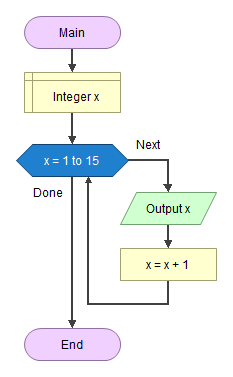 Main
Integer x
x = 1 to 15
Next
Done
Output x
x = x + 1
End